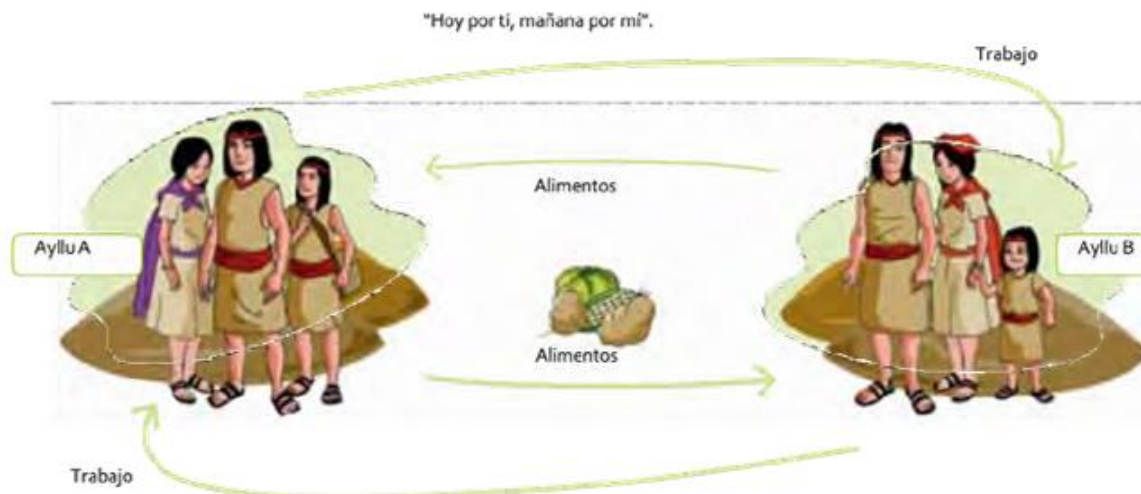 "Hoy por ti, mañana por mí".
Trabajo
Alimentos
Ayllu A
Ayllu B
Alimentos
Trabajo